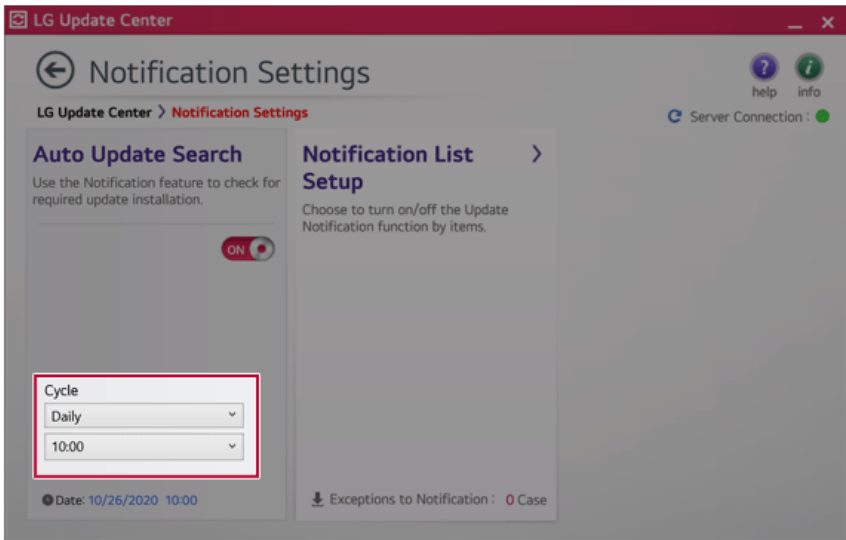 LG Update Center
Notification Settings
help
info
LG Update Center > Notification Settings
Server Connection :
Auto Update Search
Use the Notification feature to check for
required update installation.
ON
Cycle
Daily
10:00
Date: 10/26/2020 10:00
Notification List
Setup
>
Choose to turn on/off the Update
Notification function by items.
Exceptions to Notification : 0 Case